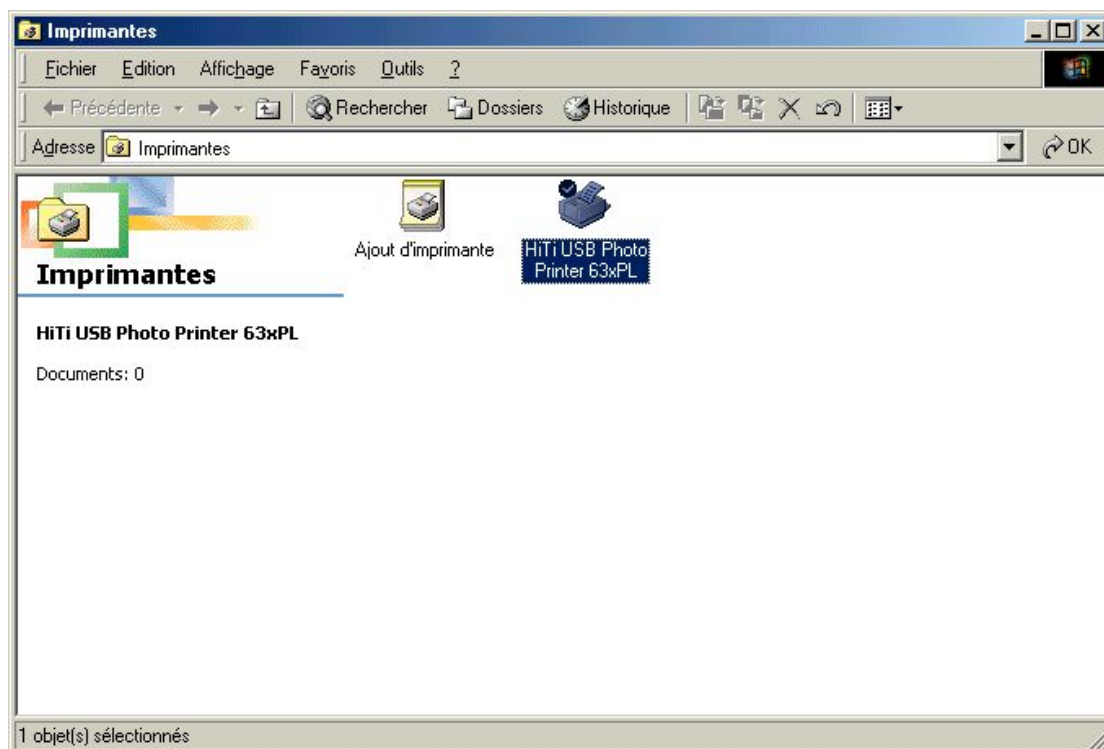 Imprimantes
Fichier Edition Affichage Favoris Outils ?
Précédente Rechercher Dossiers Historique
Adresse Imprimantes OK
Ajout d'imprimante
HiTi USB Photo
Printer 63xPL
Imprimantes
HiTi USB Photo Printer 63xPL
Documents: 0
1 objet(s) sélectionnés